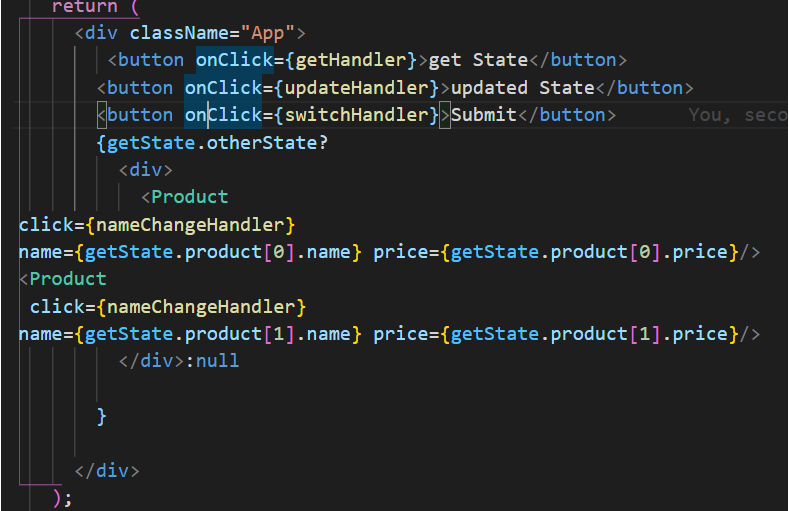 return (
<div className="App">
<button onClick={getHandler}>get State</button>
<button onClick={updateHandler}>updated State</button>
<button onClick={switchHandler}>Submit</button> You, seco
{getState.otherState?
<div>
<Product
click={nameChangeHandler}
name={getState.product[0].name} price={getState.product[0].price}/>
<Product
click={nameChangeHandler}
name={getState.product[1].name} price={getState.product[1].price}/>
</div>:null
}
</div>
);